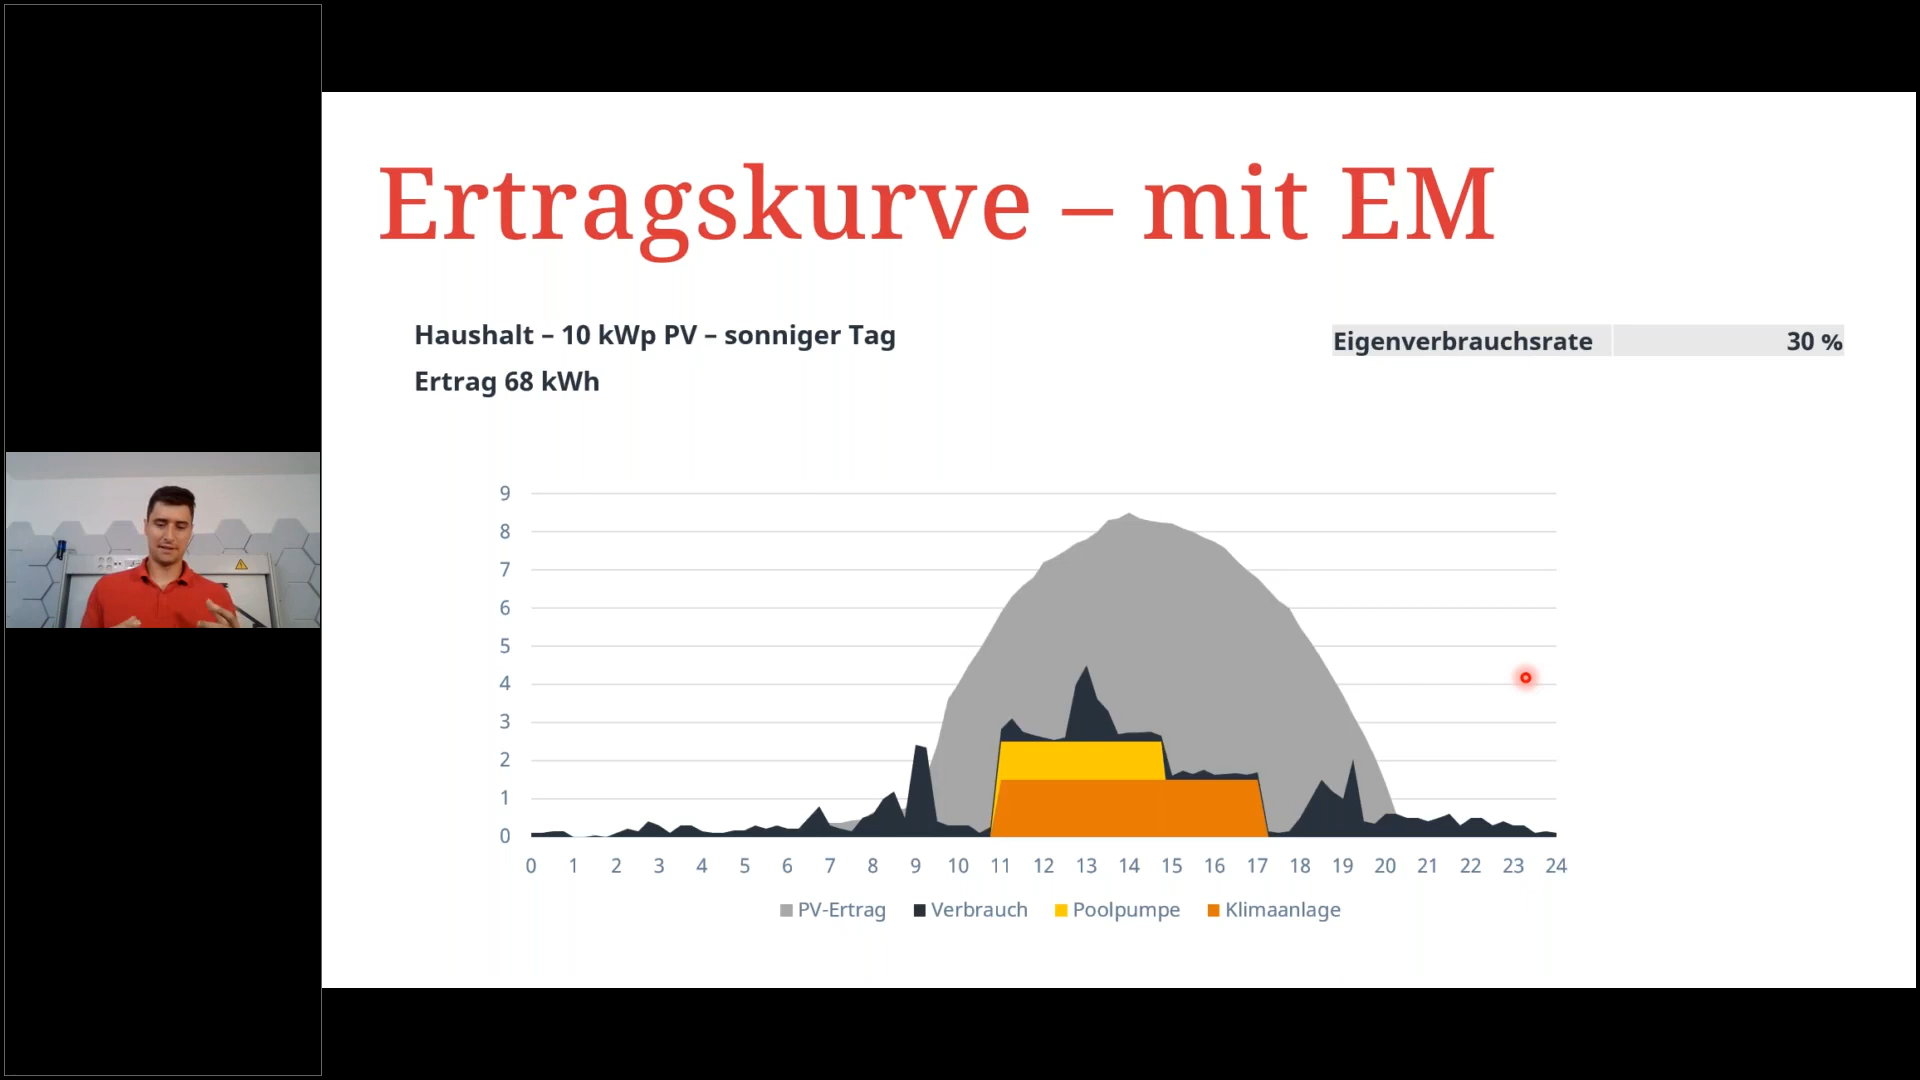 Ertragskurve – mit EM
Haushalt – 10 kWp PV – sonniger Tag
Ertrag 68 kWh
Eigenverbrauchsrate 30 %
9
8
7
6
5
4
3
2
1
0
0 1 2 3 4 5 6 7 8 9 10 11 12 13 14 15 16 17 18 19 20 21 22 23 24
PV-Ertrag Verbrauch Poolpumpe Klimaanlage